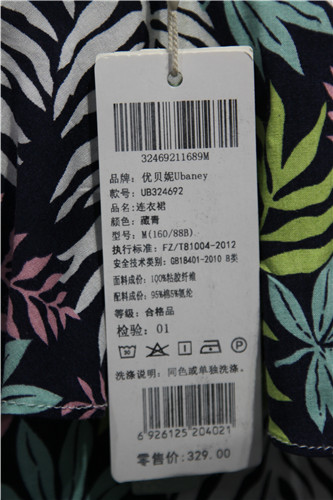 32469211689M
品牌: 优贝妮Ubaney
款号: UB324692
品名: 连衣裙
颜色: 藏青
型号: M(160/88B)
执行标准: FZ/T81004-2012
安全技术类别: GB18401-2010 B类
面料成份: 100%粘胶纤维
配料成份: 95%棉5%氨纶
等级: 合格品
检验: 01
洗涤说明: 同色或单独洗涤.
6 926125 204021
零售价:329.00